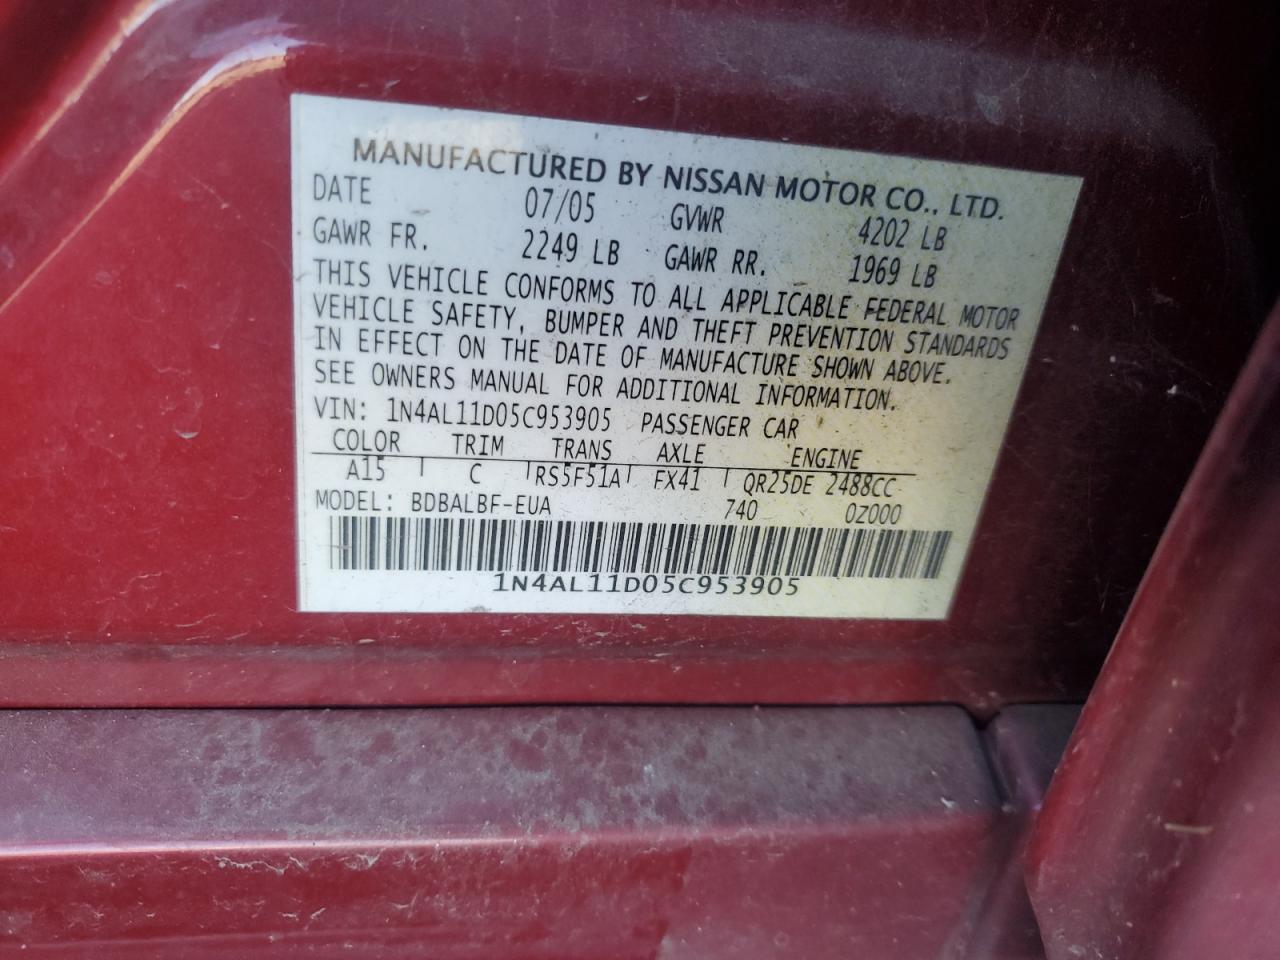 MANUFACTURED BY NISSAN MOTOR CO., LTD.
DATE 07/05 GVWR 4202 LB
GAWR FR. 2249 LB GAWR RR. 1969 LB
THIS VEHICLE CONFORMS TO ALL APPLICABLE FEDERAL MOTOR
VEHICLE SAFETY, BUMPER AND THEFT PREVENTION STANDARDS
IN EFFECT ON THE DATE OF MANUFACTURE SHOWN ABOVE.
SEE OWNERS MANUAL FOR ADDITIONAL INFORMATION.
VIN: 1N4AL11D05C953905 PASSENGER CAR
COLOR TRIM TRANS AXLE ENGINE
A15 C RS5F51A FX41 QR25DE 2488CC
MODEL: BDBALBF-EUA 740 0Z000
1N4AL11D05C953905